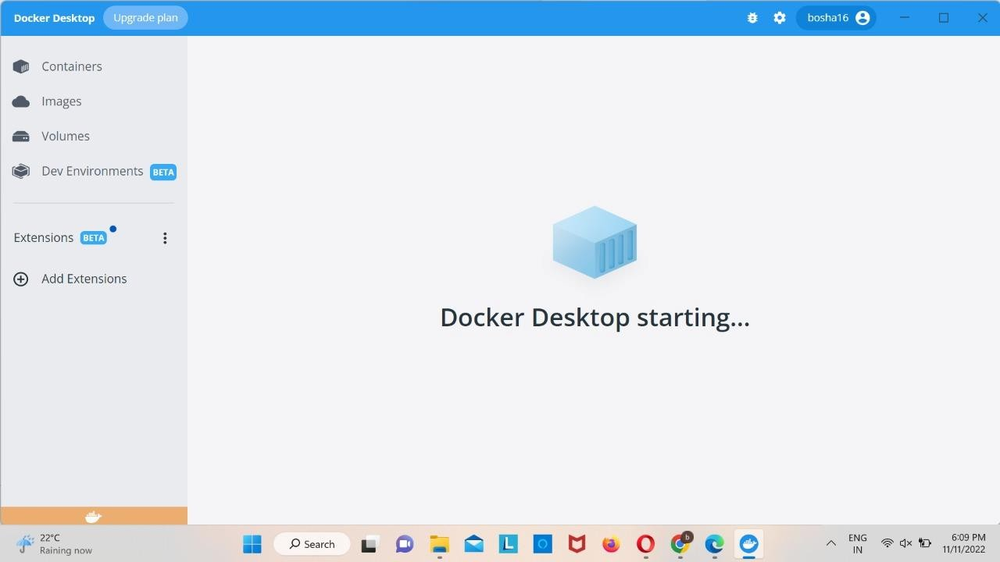 Docker Desktop
Upgrade plan
bosha16
Containers
Images
Volumes
Dev Environments BETA
Extensions BETA
Add Extensions
Docker Desktop starting...
22°C
Raining now
Search
L
b
ENG
IN
6:09 PM
11/11/2022